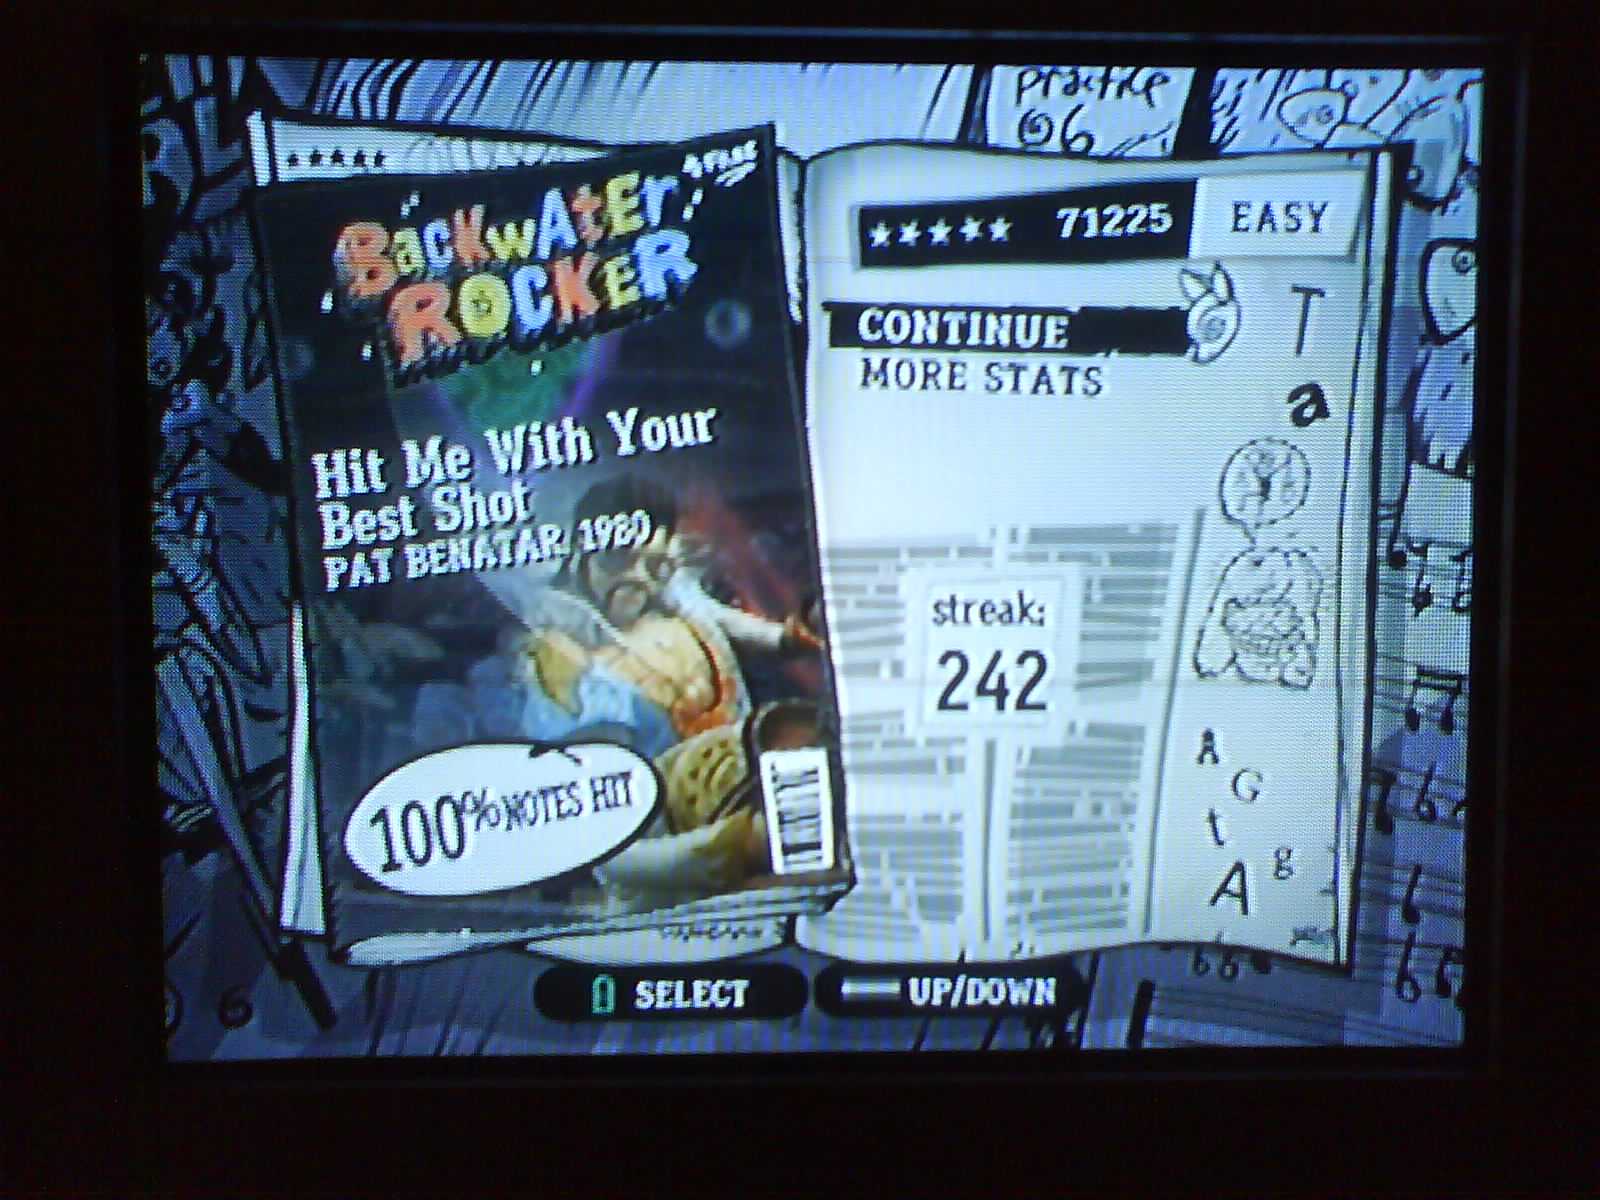 practice
BackwAtEr
ROCKER
Hit Me With Your
Best Shot
PAT BENATAR 1980
100% NOTES HIT
★★★★★ 71225 EASY
CONTINUE
MORE STATS
streak:
242
T
a
A
G
t
g
A
SELECT
UP/DOWN